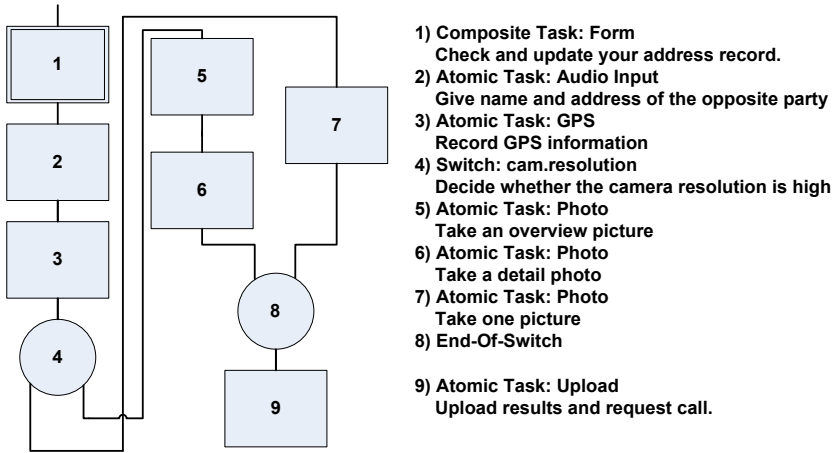 1
2
3
4
5
6
7
8
9
1) Composite Task: Form
Check and update your address record.
2) Atomic Task: Audio Input
Give name and address of the opposite party
3) Atomic Task: GPS
Record GPS information
4) Switch: cam.resolution
Decide whether the camera resolution is high
5) Atomic Task: Photo
Take an overview picture
6) Atomic Task: Photo
Take a detail photo
7) Atomic Task: Photo
Take one picture
8) End-Of-Switch
9) Atomic Task: Upload
Upload results and request call.